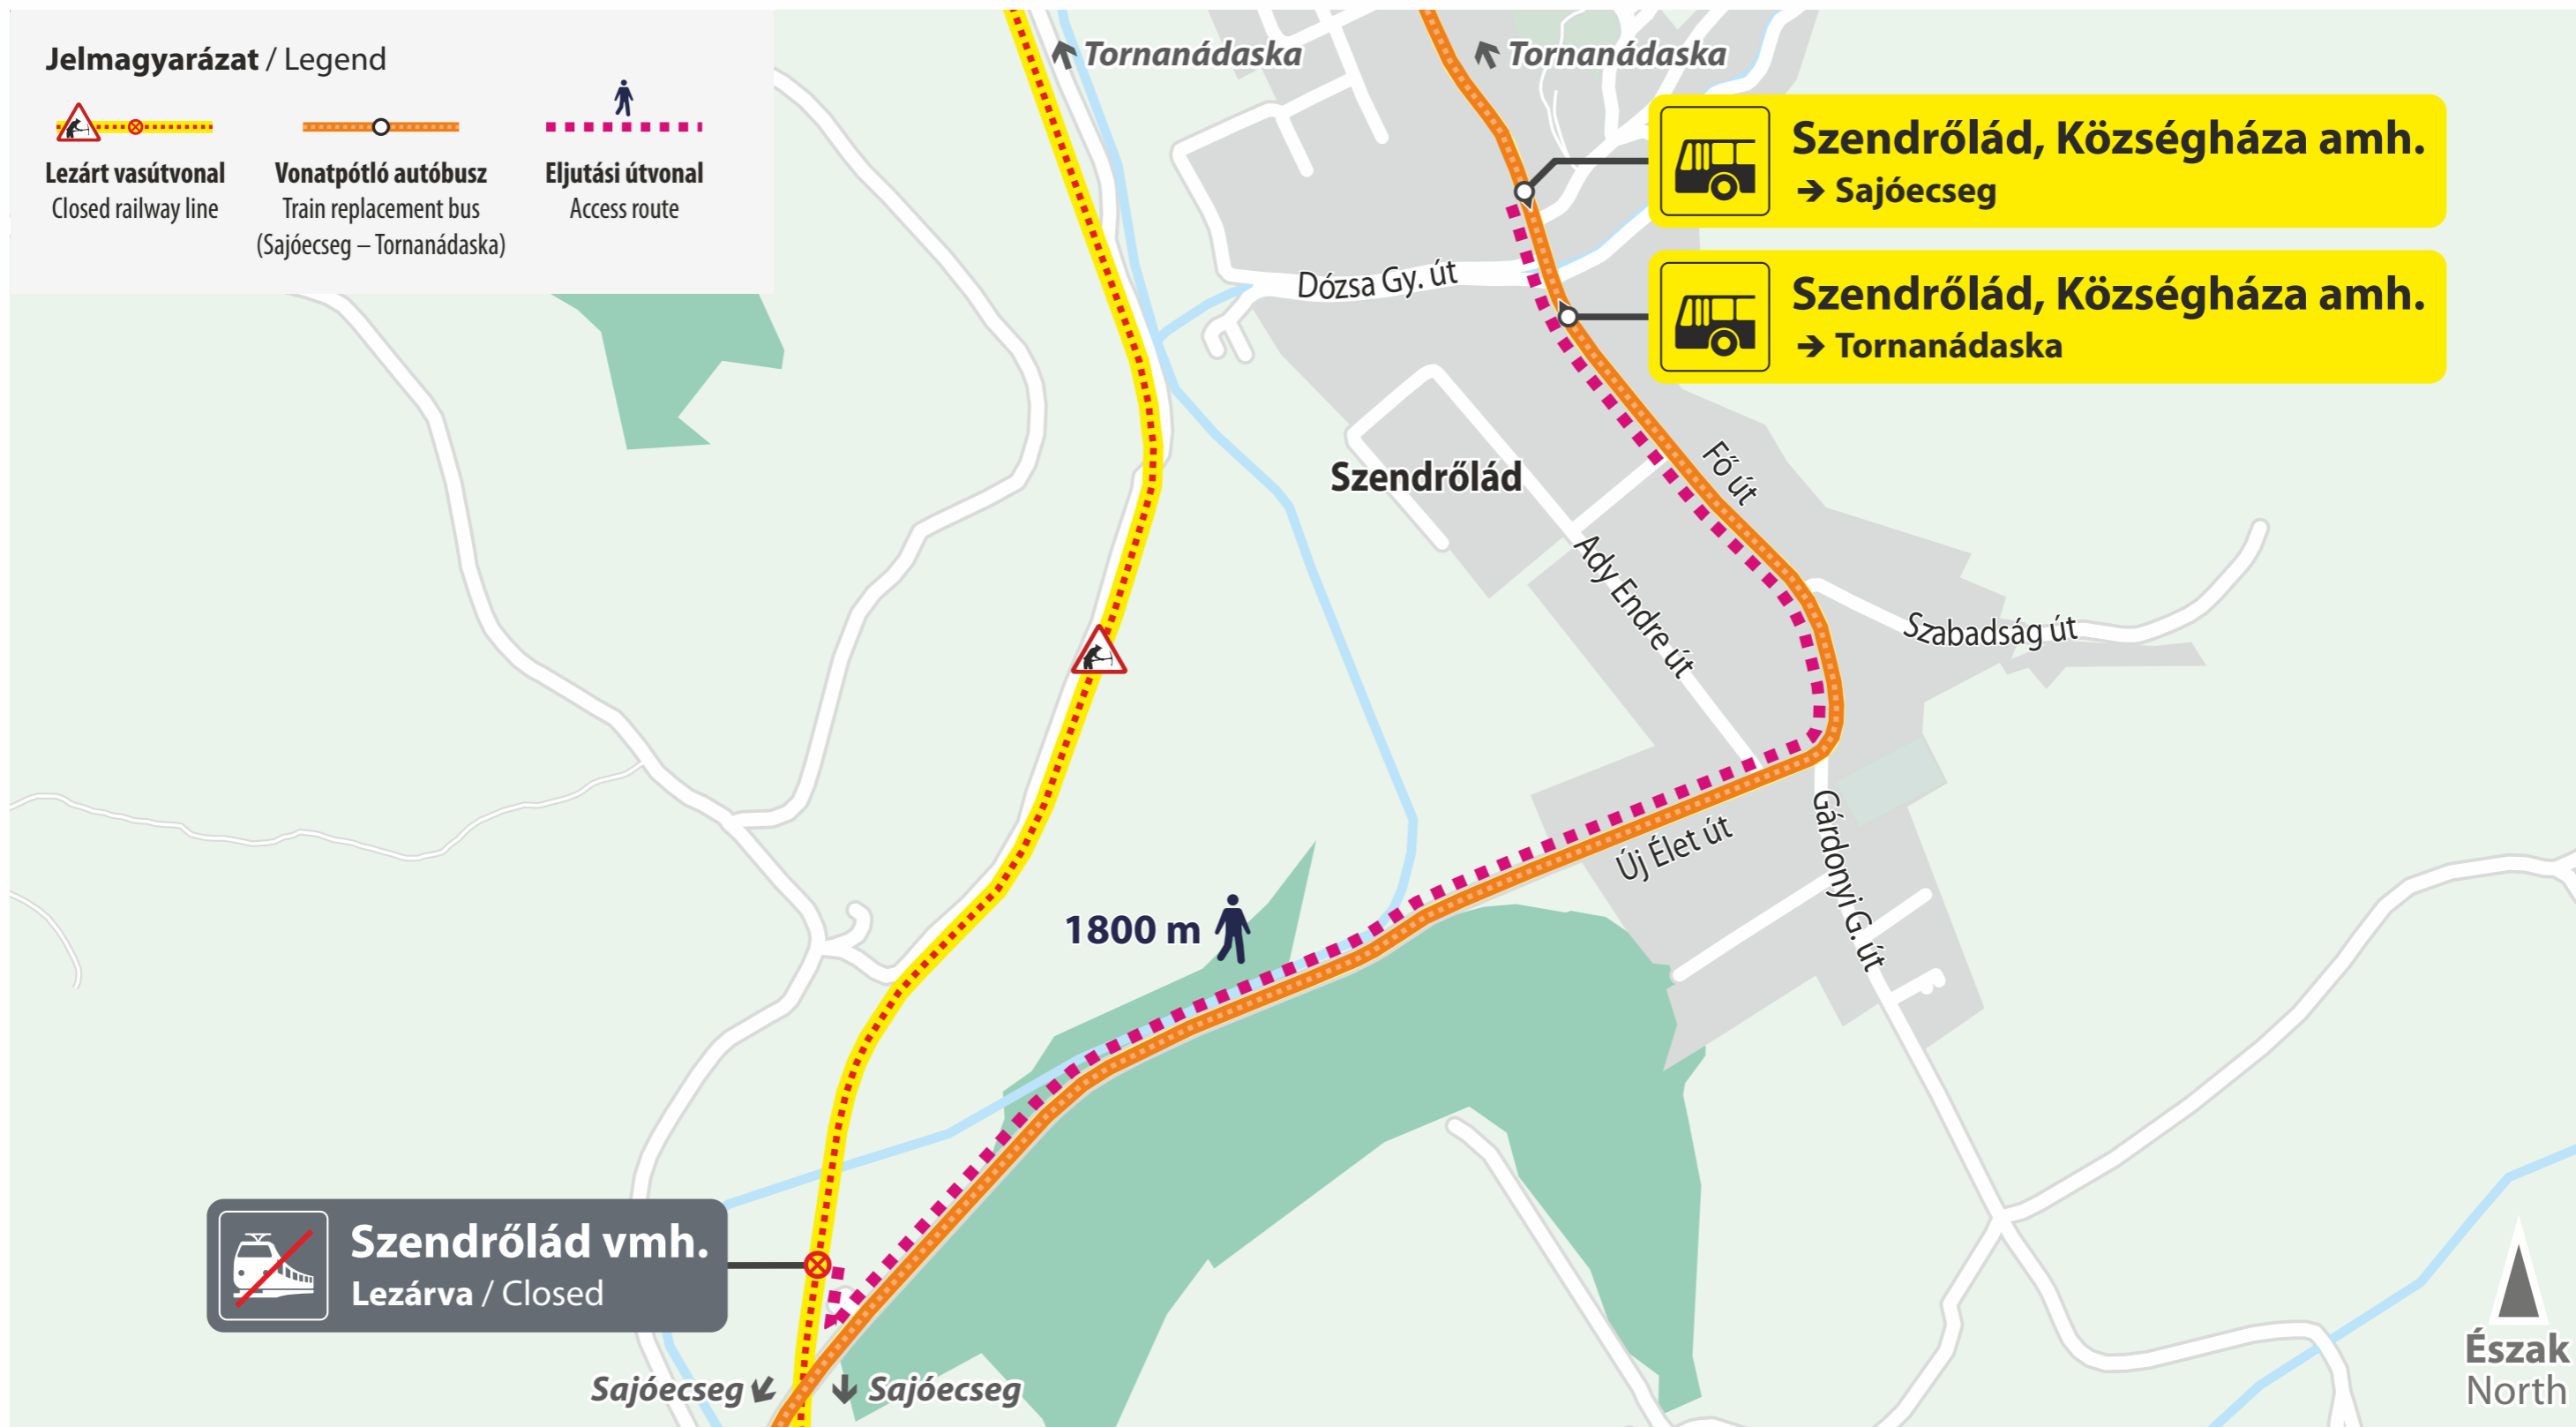 Jelmagyarázat / Legend
Lezárt vasútvonal
Closed railway line
Vonatpótló autóbusz
Train replacement bus
(Sajóecseg – Tornanádaska)
Eljutási útvonal
Access route
Tornanádaska
Tornanádaska
Szendrőlád, Községháza amh.
→ Sajóecseg
Szendrőlád, Községháza amh.
→ Tornanádaska
Dózsa Gy. út
Szendrőlád
Fő út
Ady Endre út
Szabadság út
Új Élet út
Gárdonyi G. út
1800 m
Szendrőlád vmh.
Lezárva / Closed
Sajóecseg
Sajóecseg
Észak
North